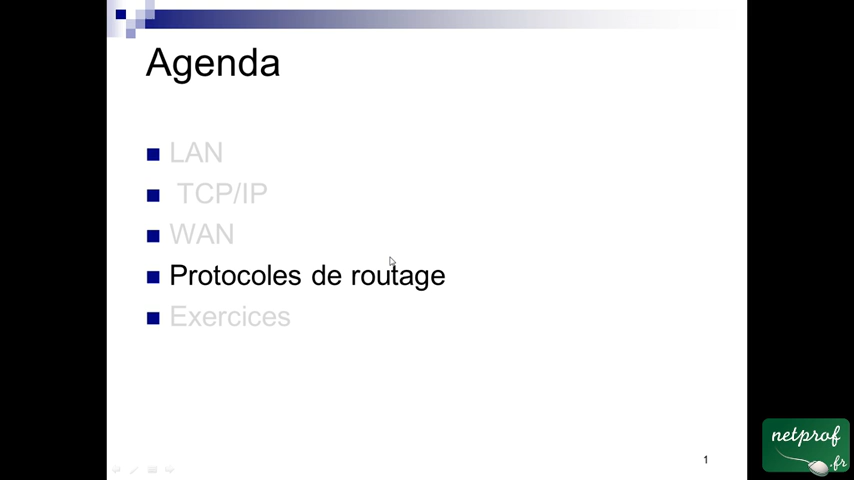 Agenda
LAN
TCP/IP
WAN
Protocoles de routage
Exercices
1
netprof
.fr